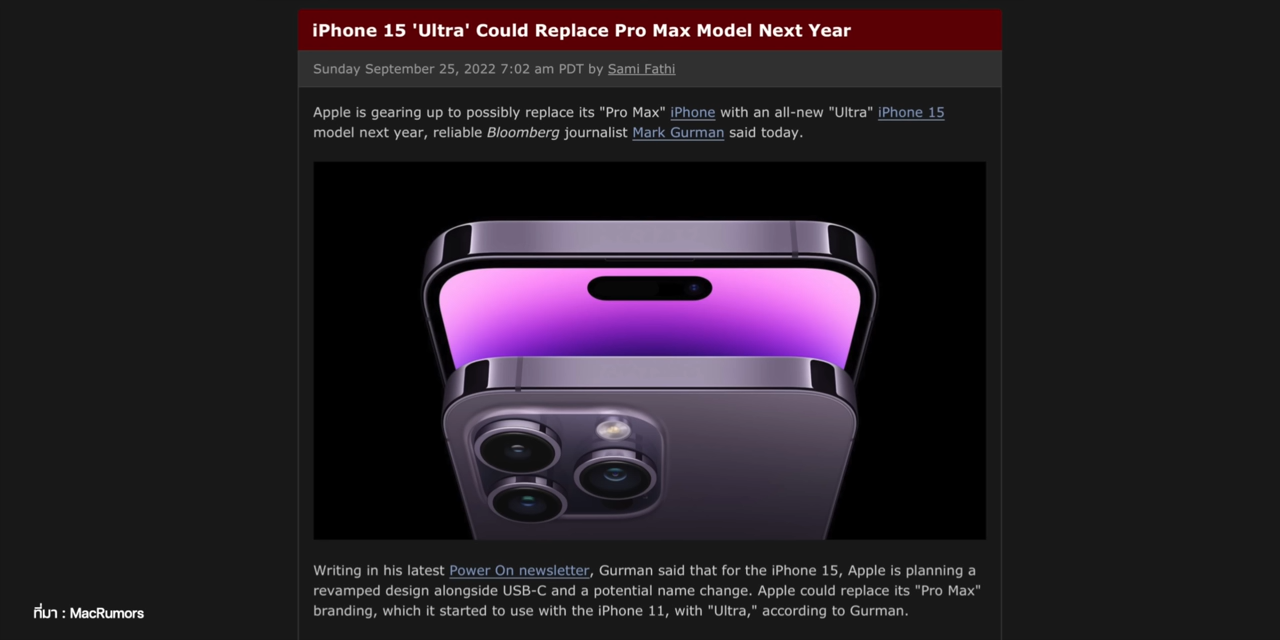 iPhone 15 'Ultra' Could Replace Pro Max Model Next Year
Sunday September 25, 2022 7:02 am PDT by Sami Fathi
Apple is gearing up to possibly replace its "Pro Max" iPhone with an all-new "Ultra" iPhone 15
model next year, reliable Bloomberg journalist Mark Gurman said today.
Writing in his latest Power On newsletter, Gurman said that for the iPhone 15, Apple is planning a
revamped design alongside USB-C and a potential name change. Apple could replace its "Pro Max"
branding, which it started to use with the iPhone 11, with "Ultra," according to Gurman.
ที่มา : MacRumors